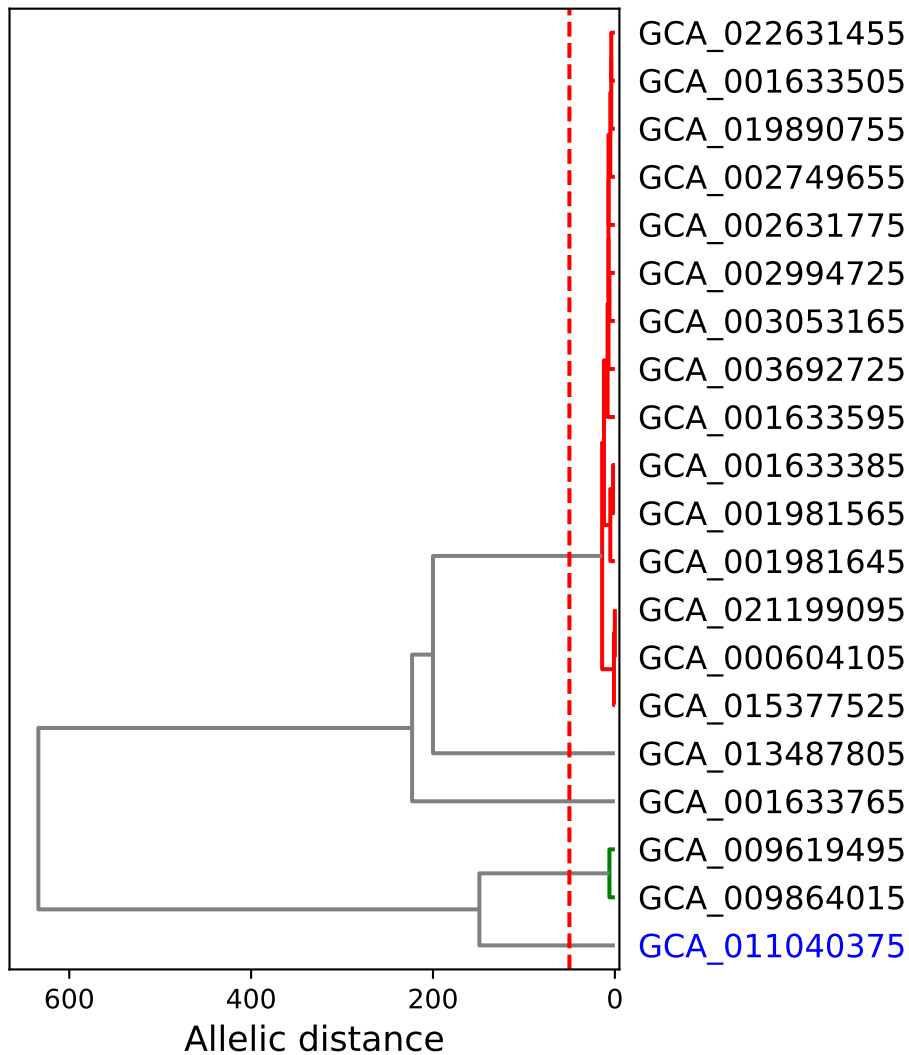 GCA_022631455
GCA_001633505
GCA_019890755
GCA_002749655
GCA_002631775
GCA_002994725
GCA_003053165
GCA_003692725
GCA_001633595
GCA_001633385
GCA_001981565
GCA_001981645
GCA_021199095
GCA_000604105
GCA_015377525
GCA_013487805
GCA_001633765
GCA_009619495
GCA_009864015
GCA_011040375
600 400 200 0
Allelic distance